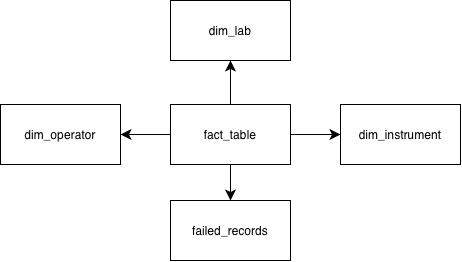 dim_lab
dim_operator
fact_table
dim_instrument
failed_records